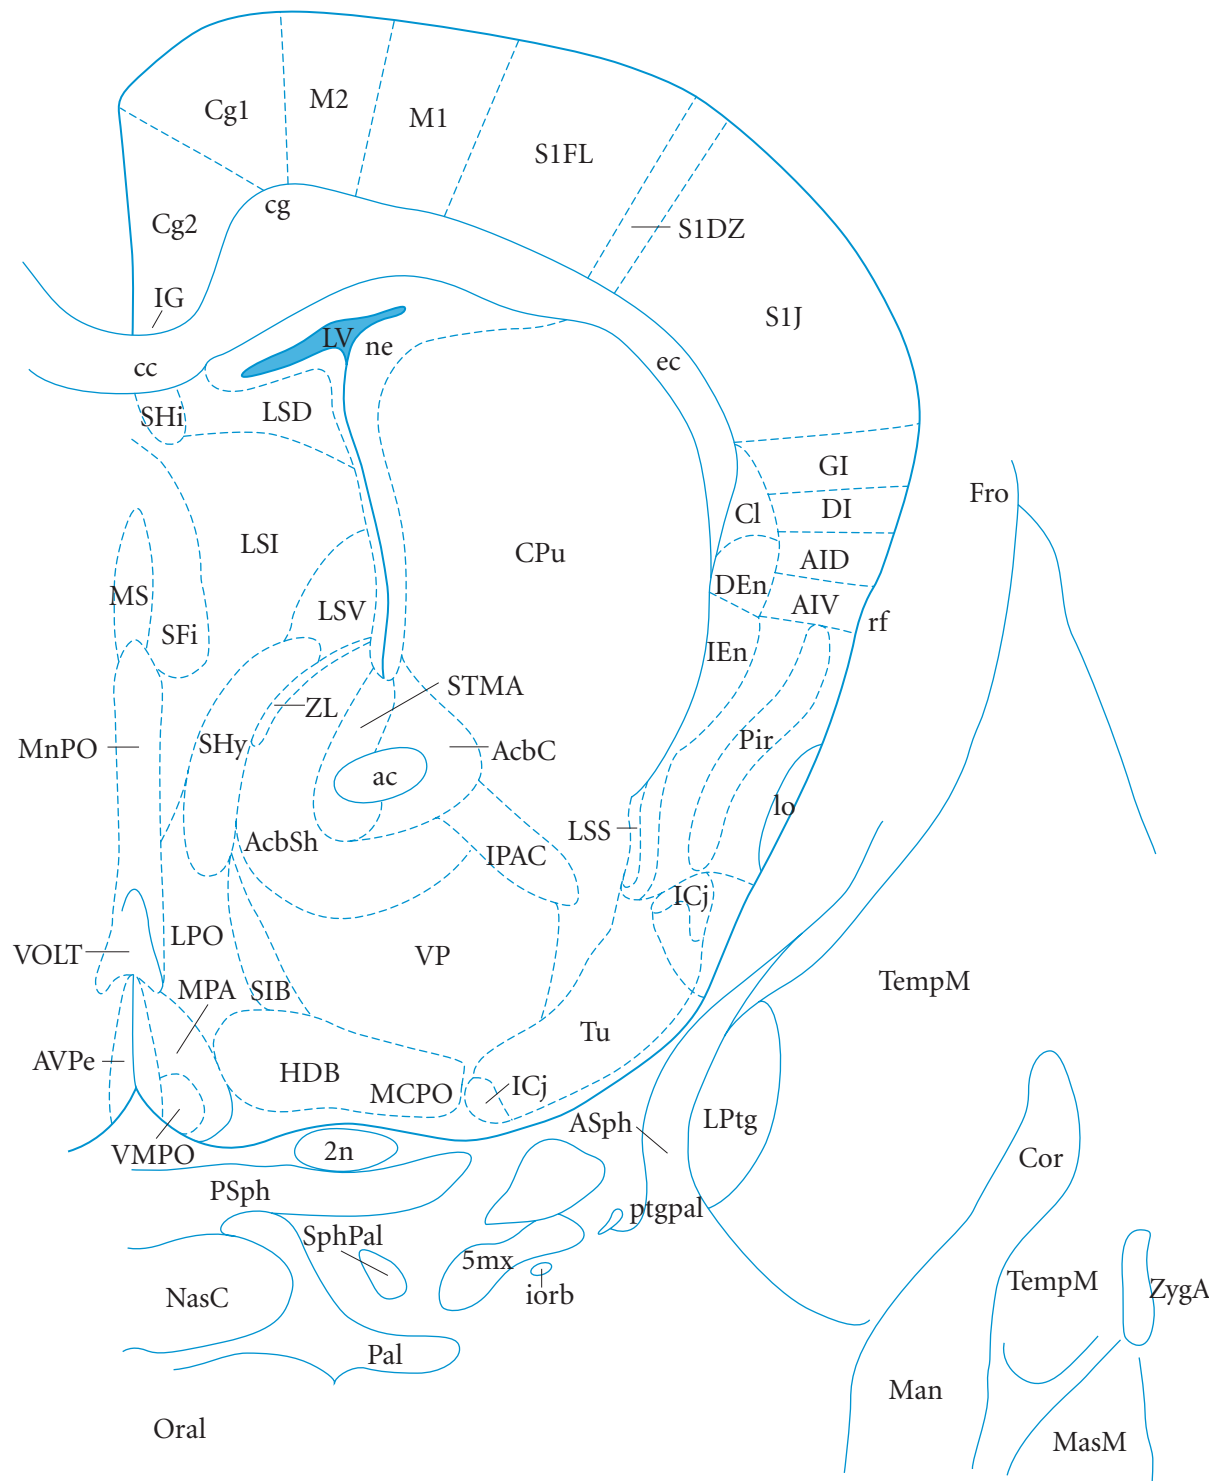 Cg1
M2
M1
S1FL
cg
Cg2
S1DZ
IG
S1J
LV
ne
ec
cc
SHi
LSD
GI
Fro
DI
Cl
LSI
CPu
AID
DEn
MS
LSV
AIV
rf
SFi
IEn
STMA
ZL
MnPO
SHy
AcbC
Pir
ac
lo
LSS
AcbSh
IPAC
ICj
LPO
VOLT
VP
TempM
MPA
SIB
Tu
AVPe
HDB
MCPO
ICj
ASph
LPtg
VMPO
2n
Cor
PSph
ptgpal
SphPal
5mx
TempM
ZygA
NasC
iorb
Pal
Man
Oral
MasM